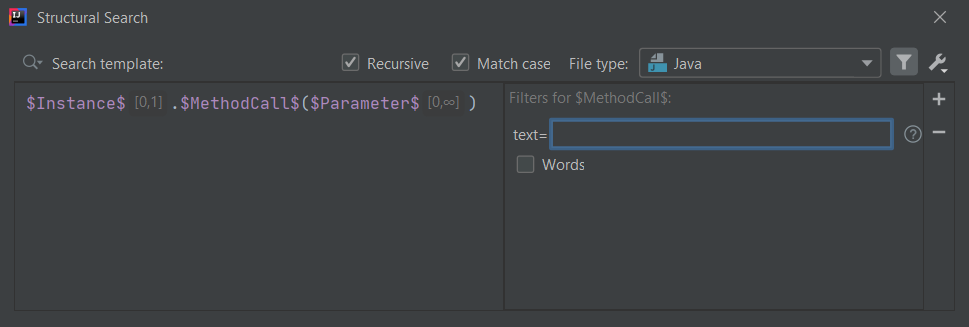 IJ Structural Search
Search template: Recursive Match case File type: Java
$Instance$ [0,1] .$MethodCall$($Parameter$ [0,∞] )
Filters for $MethodCall$:
text= ?
Words